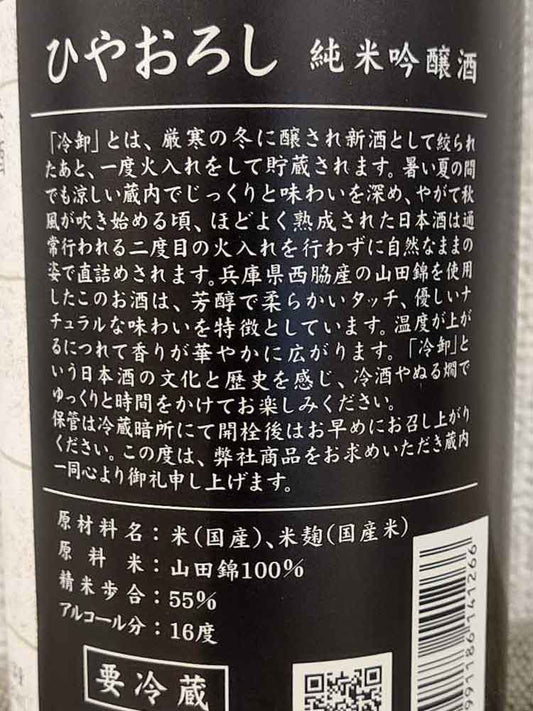 ひやおろし 純米吟醸酒
「冷卸」とは、厳寒の冬に醸され新酒として絞られ
たあと、一度火入れをして貯蔵されます。暑い夏の間
でも涼しい蔵内でじっくりと味わいを深め、やがて秋
風が吹き始める頃、ほどよく熟成された日本酒は通
常行われる二度目の火入れを行わずに自然なままの
姿で直詰めされます。兵庫県西脇産の山田錦を使用
したこのお酒は、芳醇で柔らかいタッチ、優しいナ
チュラルな味わいを特徴としています。温度が上が
るにつれて香りが華やかに広がります。「冷卸」と
いう日本酒の文化と歴史を感じ、冷酒やぬる燗で
ゆっくりと時間をかけてお楽しみください。
保管は冷蔵暗所にて開栓後はお早めにお召し上がり
ください。この度は、弊社商品をお求めいただき蔵内
一同心より御礼申し上げます。
原材料名：米(国産)、米麹(国産米)
原料米：山田錦100%
精米歩合：55%
アルコール分：16度
要冷蔵
991186 141266
酒